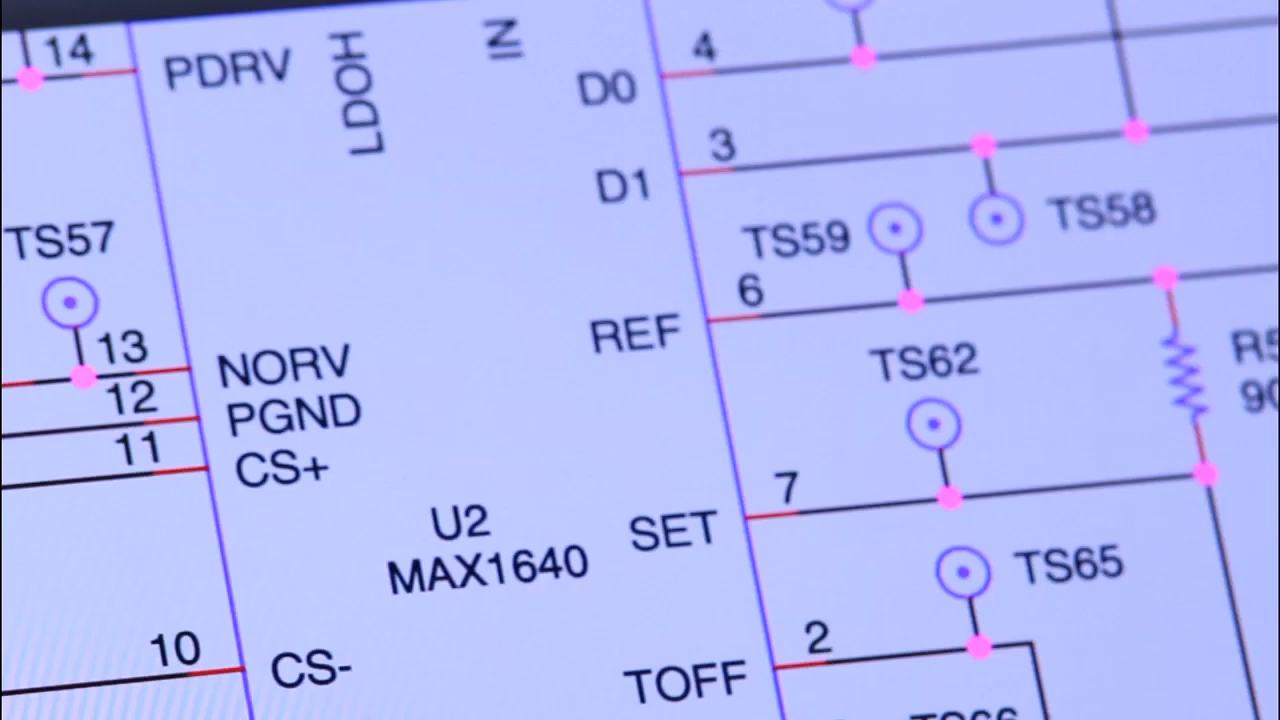 14
PDRV
LDOH
IN
D0
4
D1
3
TS57
TS59
TS58
13
NORV
REF
6
12
PGND
TS62
11
CS+
7
U2
SET
MAX1640
TS65
10
CS-
2
TOFF